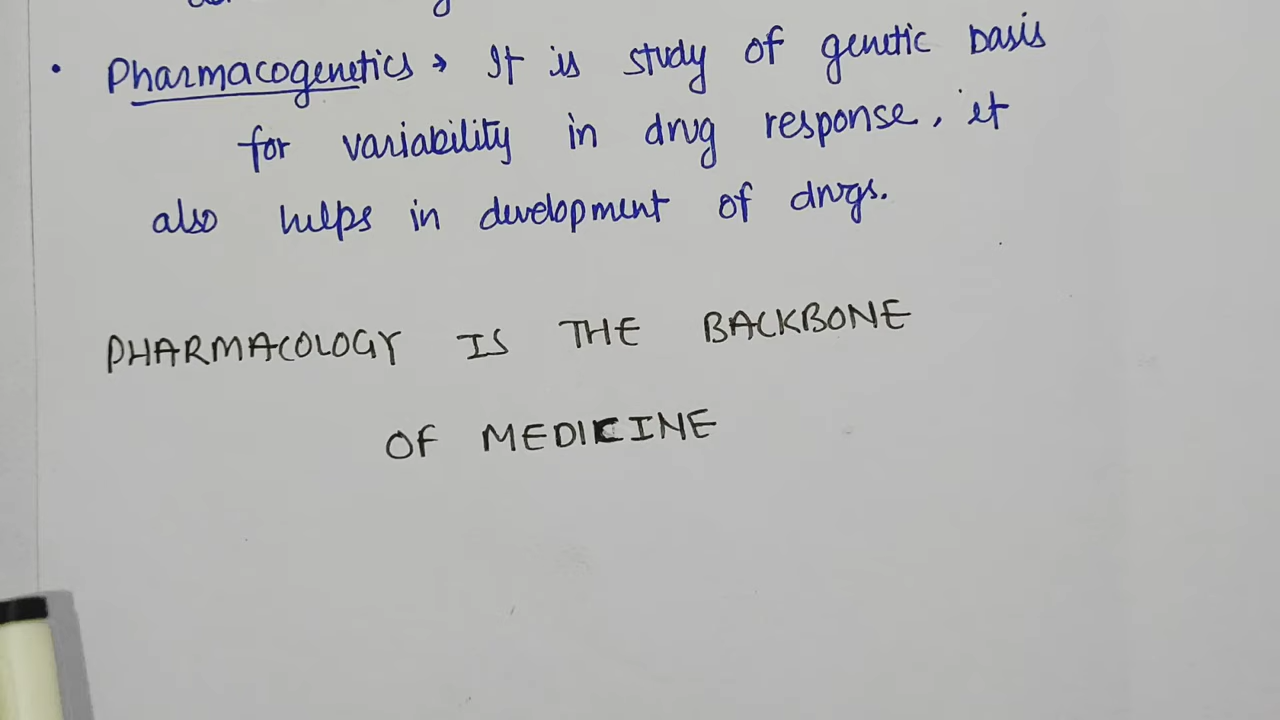 • Pharmacogenetics → It is study of genetic basis
for variability in drug response, it
also helps in development of drugs.
PHARMACOLOGY IS THE BACKBONE
OF MEDICINE